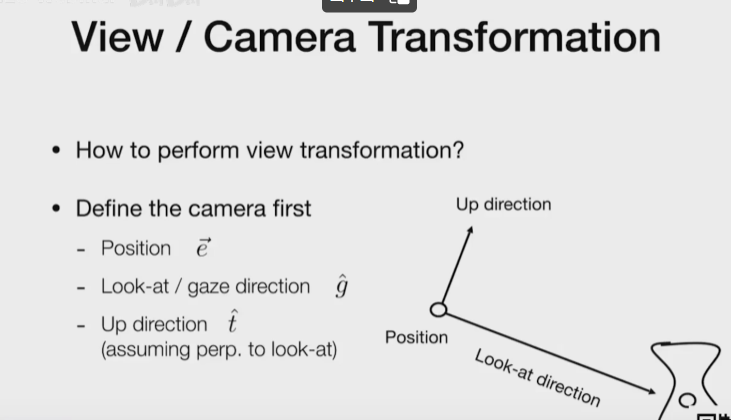 View / Camera Transformation
• How to perform view transformation?
• Define the camera first
- Position $\vec{e}$
- Look-at / gaze direction $\hat{g}$
- Up direction $\hat{t}$
(assuming perp. to look-at)
Up direction
Position
Look-at direction